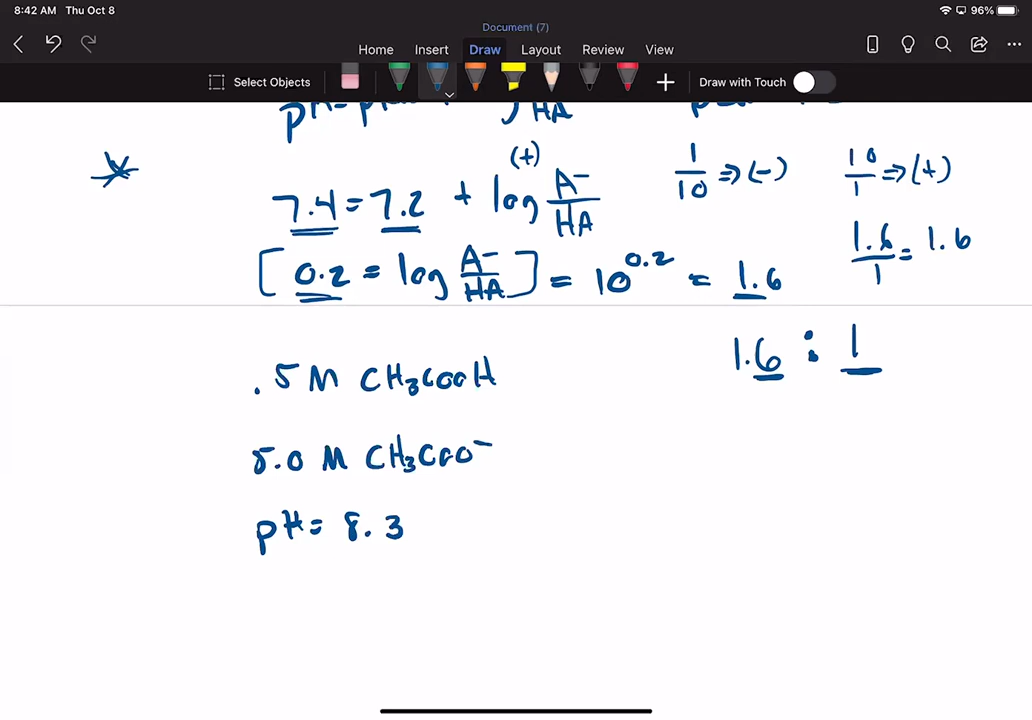 8:42 AM Thu Oct 8
96%
Document (7)
Home Insert Draw Layout Review View
Select Objects
Draw with Touch
pH = HA
(+)
7.4 = 7.2 + log A⁻/HA
1/10 ⇒ (-)
10/1 ⇒ (+)
[0.2 = log A⁻/HA] = 10^0.2 = 1.6
1.6/1 = 1.6
1.6 : 1
.5 M CH₃COOH
5.0 M CH₃COO⁻
pH = 8.3